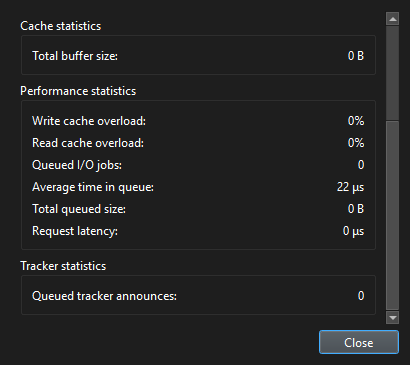 Cache statistics
Total buffer size: 0 B
Performance statistics
Write cache overload: 0%
Read cache overload: 0%
Queued I/O jobs: 0
Average time in queue: 22 μs
Total queued size: 0 B
Request latency: 0 μs
Tracker statistics
Queued tracker announces: 0
Close